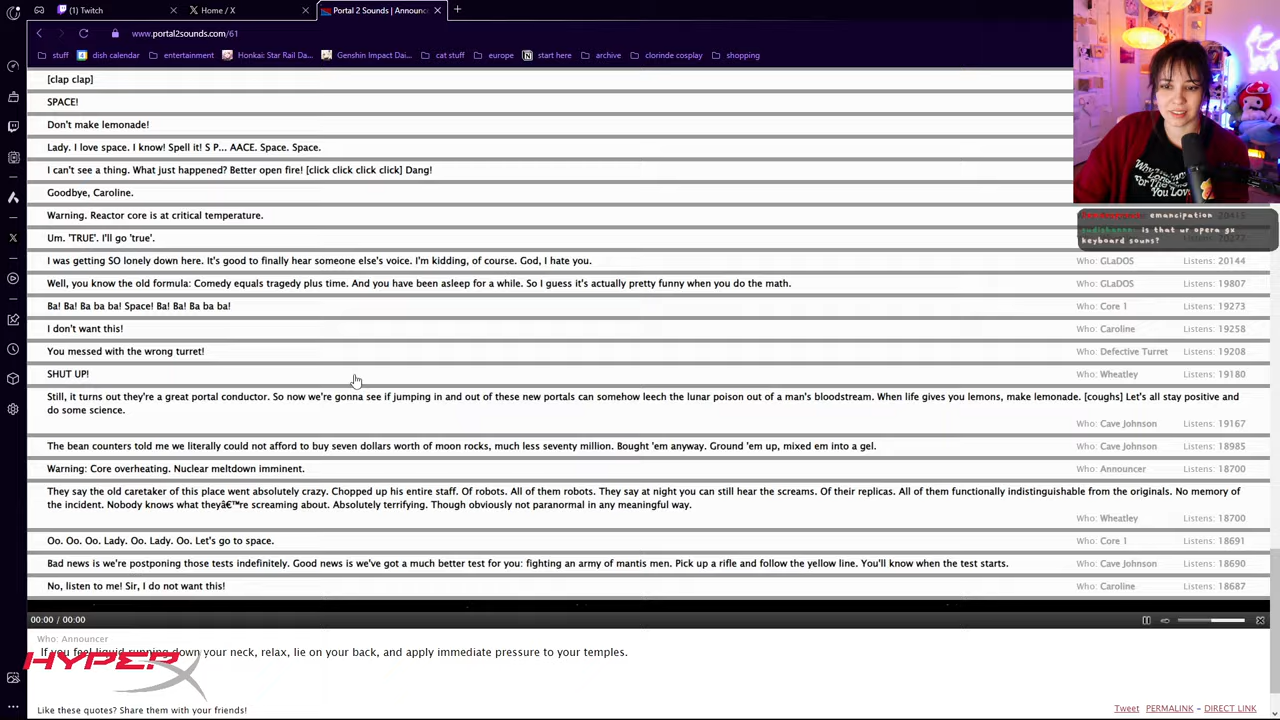 (1) Twitch
Home / X
Portal 2 Sounds | Announc
www.portal2sounds.com/61
stuff
dish calendar
entertainment
Honkai: Star Rail Da...
Genshin Impact Dai...
cat stuff
europe
start here
archive
clorinde cosplay
shopping
[clap clap]
SPACE!
Don't make lemonade!
Lady. I love space. I know! Spell it! S P... AACE. Space. Space.
I can't see a thing. What just happened? Better open fire! [click click click click] Dang!
Goodbye, Caroline.
Warning. Reactor core is at critical temperature.
emancipation
is that ur opera gx
keyboard souns?
Um. 'TRUE'. I'll go 'true'.
I was getting SO lonely down here. It's good to finally hear someone else's voice. I'm kidding, of course. God, I hate you.
Who: GLaDOS Listens: 20144
Well, you know the old formula: Comedy equals tragedy plus time. And you have been asleep for a while. So I guess it's actually pretty funny when you do the math.
Who: GLaDOS Listens: 19807
Ba! Ba! Ba ba ba! Space! Ba! Ba! Ba ba ba!
Who: Core 1 Listens: 19273
I don't want this!
Who: Caroline Listens: 19258
You messed with the wrong turret!
Who: Defective Turret Listens: 19208
SHUT UP!
Who: Wheatley Listens: 19180
Still, it turns out they're a great portal conductor. So now we're gonna see if jumping in and out of these new portals can somehow leech the lunar poison out of a man's bloodstream. When life gives you lemons, make lemonade. [coughs] Let's all stay positive and
do some science.
Who: Cave Johnson Listens: 19167
The bean counters told me we literally could not afford to buy seven dollars worth of moon rocks, much less seventy million. Bought 'em anyway. Ground 'em up, mixed em into a gel.
Who: Cave Johnson Listens: 18985
Warning: Core overheating. Nuclear meltdown imminent.
Who: Announcer Listens: 18700
They say the old caretaker of this place went absolutely crazy. Chopped up his entire staff. Of robots. All of them robots. They say at night you can still hear the screams. Of their replicas. All of them functionally indistinguishable from the originals. No memory of
the incident. Nobody knows what theyâ€™re screaming about. Absolutely terrifying. Though obviously not paranormal in any meaningful way.
Who: Wheatley Listens: 18700
Oo. Oo. Oo. Lady. Oo. Lady. Oo. Let's go to space.
Who: Core 1 Listens: 18691
Bad news is we're postponing those tests indefinitely. Good news is we've got a much better test for you: fighting an army of mantis men. Pick up a rifle and follow the yellow line. You'll know when the test starts.
Who: Cave Johnson Listens: 18690
No, listen to me! Sir, I do not want this!
Who: Caroline Listens: 18687
00:00 / 00:00
Who: Announcer
If you feel liquid running down your neck, relax, lie on your back, and apply immediate pressure to your temples.
HYPERX
Like these quotes? Share them with your friends!
Tweet PERMALINK - DIRECT LINK